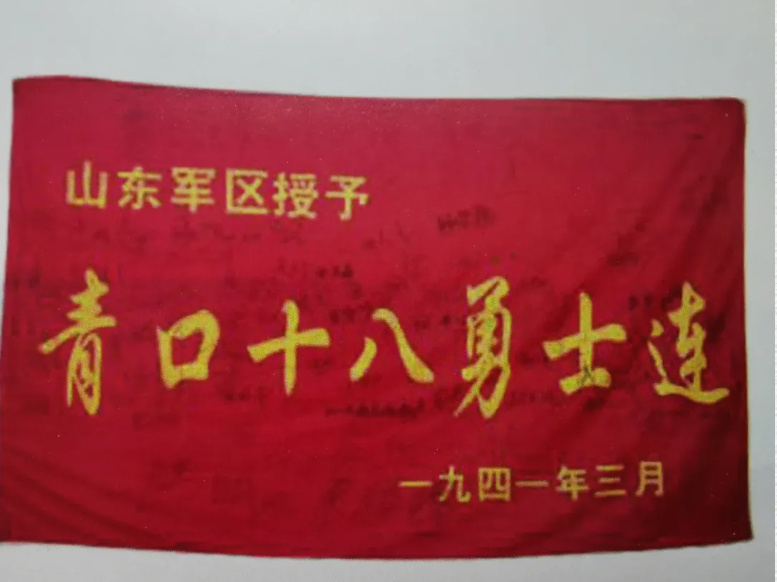 山东军区授予
青口十八勇士连
一九四一年三月